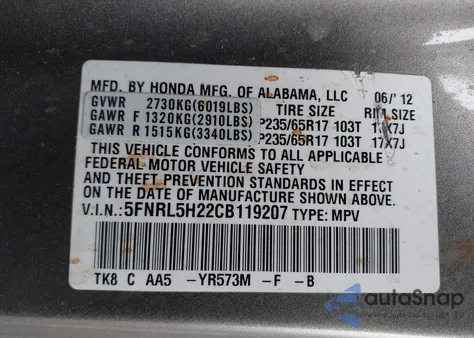 MFD. BY HONDA MFG. OF ALABAMA, LLC 06/'12
GVWR 2730KG(6019LBS) TIRE SIZE RIM SIZE
GAWR F 1320KG(2910LBS) P235/65R17 103T 17X7J
GAWR R 1515KG(3340LBS) P235/65R17 103T 17X7J
THIS VEHICLE CONFORMS TO ALL APPLICABLE
FEDERAL MOTOR VEHICLE SAFETY
AND THEFT PREVENTION STANDARDS IN EFFECT
ON THE DATE OF MANUFACTURE SHOWN ABOVE.
V.I.N.: 5FNRL5H22CB119207 TYPE: MPV
TK8 C AA5 -YR573M -F -B
autoSnap